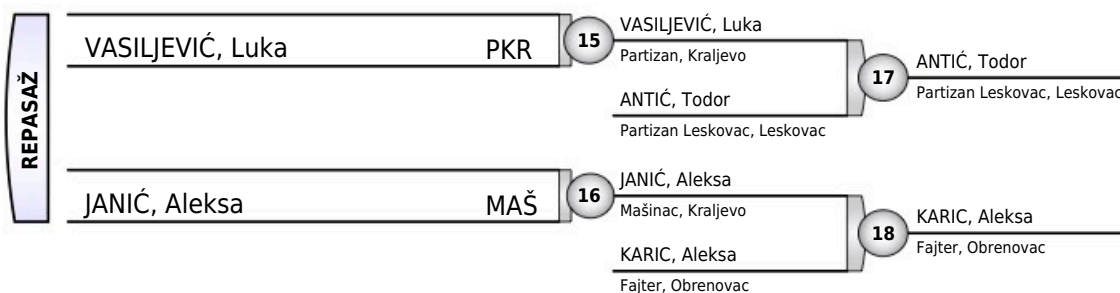 REPASAŽ
VASILJEVIĆ, Luka PKR
15
VASILJEVIĆ, Luka
Partizan, Kraljevo
ANTIĆ, Todor
Partizan Leskovac, Leskovac
17
ANTIĆ, Todor
Partizan Leskovac, Leskovac
JANIĆ, Aleksa MAŠ
16
JANIĆ, Aleksa
Mašinac, Kraljevo
KARIC, Aleksa
Fajter, Obrenovac
18
KARIC, Aleksa
Fajter, Obrenovac